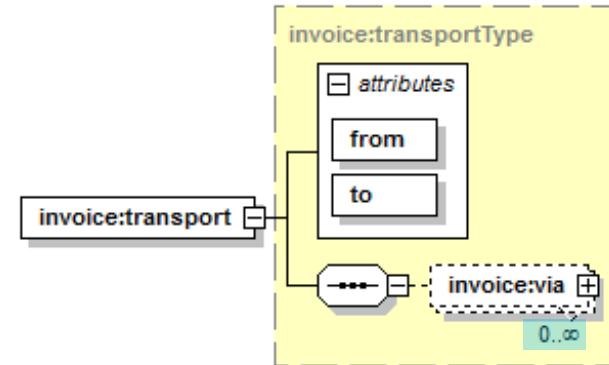 invoice:transportType
attributes
from
to
invoice:transport
invoice:via
0..∞